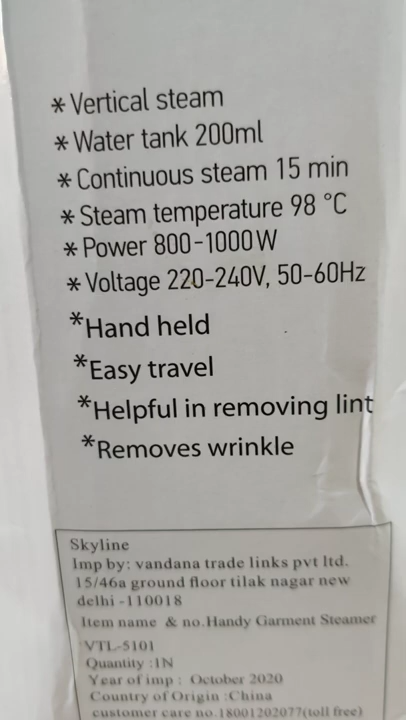 * Vertical steam
* Water tank 200ml
* Continuous steam 15 min
* Steam temperature 98 °C
* Power 800-1000W
* Voltage 220-240V, 50-60Hz
*Hand held
*Easy travel
*Helpful in removing lint
*Removes wrinkle
Skyline
Imp by: vandana trade links pvt ltd.
15/46a ground floor tilak nagar new
delhi -110018
Item name & no.Handy Garment Steamer
VTL-5101
Quantity :1N
Year of imp : October 2020
Country of Origin :China
customer care no.18001202077(toll free)